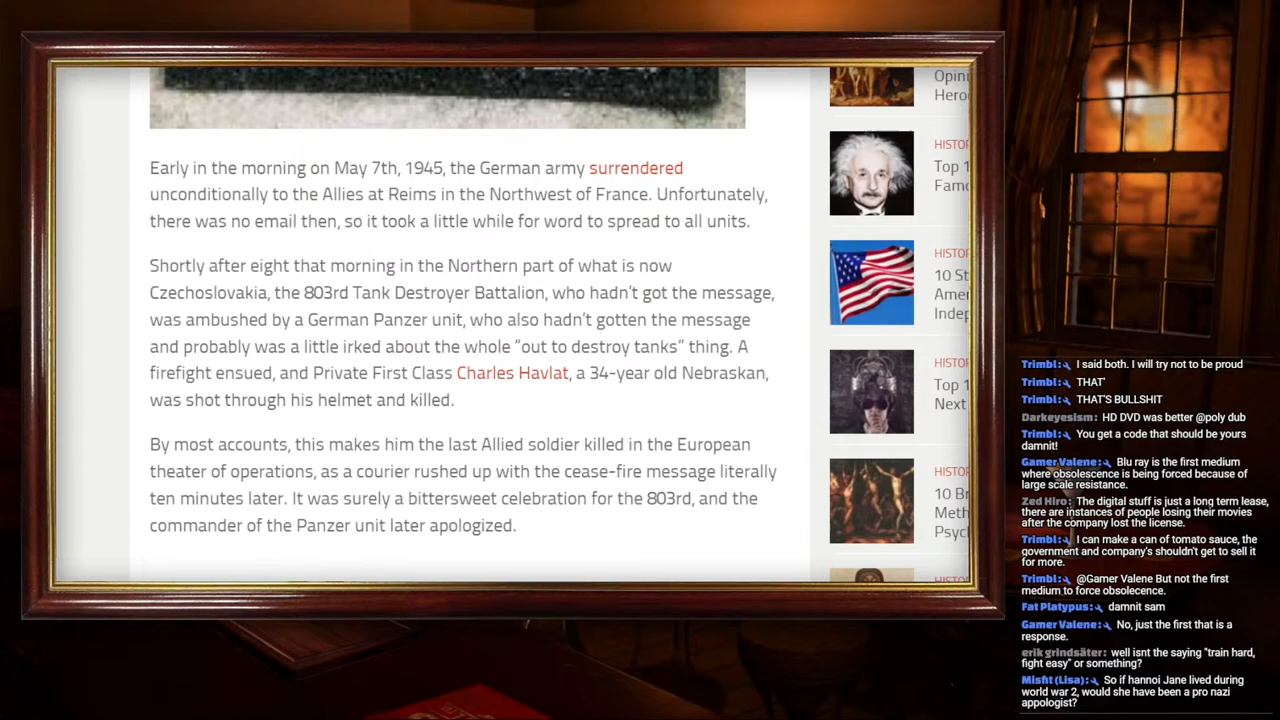 Early in the morning on May 7th, 1945, the German army surrendered
unconditionally to the Allies at Reims in the Northwest of France. Unfortunately,
there was no email then, so it took a little while for word to spread to all units.
Shortly after eight that morning in the Northern part of what is now
Czechoslovakia, the 803rd Tank Destroyer Battalion, who hadn’t got the message,
was ambushed by a German Panzer unit, who also hadn’t gotten the message
and probably was a little irked about the whole “out to destroy tanks” thing. A
firefight ensued, and Private First Class Charles Havlat, a 34-year old Nebraskan,
was shot through his helmet and killed.
By most accounts, this makes him the last Allied soldier killed in the European
theater of operations, as a courier rushed up with the cease-fire message literally
ten minutes later. It was surely a bittersweet celebration for the 803rd, and the
commander of the Panzer unit later apologized.
Opini
Hero
HISTO
Top 1
Famo
HISTO
10 St
Amer
Indep
HISTO
Top 1
Next
HISTO
10 Br
Meth
Psyc
Trimbl: I said both. I will try not to be proud
Trimbl: THAT'
Trimbl: THAT'S BULLSHIT
Darkeyesism: HD DVD was better @poly dub
Trimbl: You get a code that should be yours
damnit!
Gamer Valene: Blu ray is the first medium
where obsolescence is being forced because of
large scale resistance.
Zed Hiro: The digital stuff is just a long term lease,
there are instances of people losing their movies
after the company lost the license.
Trimbl: I can make a can of tomato sauce, the
government and company's shouldn't get to sell it
for more.
Trimbl: @Gamer Valene But not the first
medium to force obsolecence.
Fat Platypus: damnit sam
Gamer Valene: No, just the first that is a
response.
erik grindsäter: well isnt the saying "train hard,
fight easy" or something?
Misfit (Lisa): So if hannoi Jane lived during
world war 2, would she have been a pro nazi
appologist?